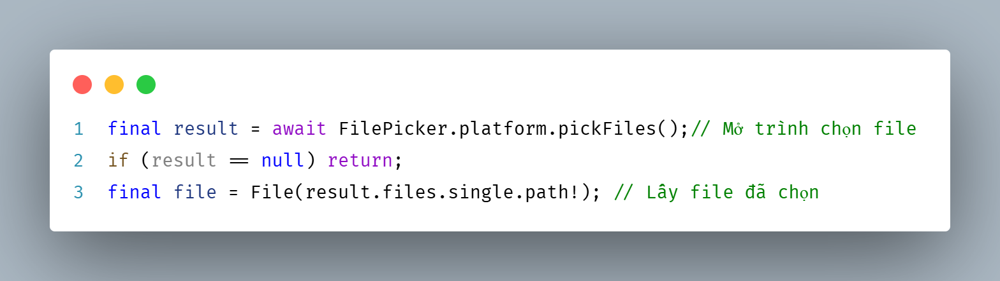 1 final result = await FilePicker.platform.pickFiles();// Mở trình chọn file
2 if (result == null) return;
3 final file = File(result.files.single.path!); // Lấy file đã chọn